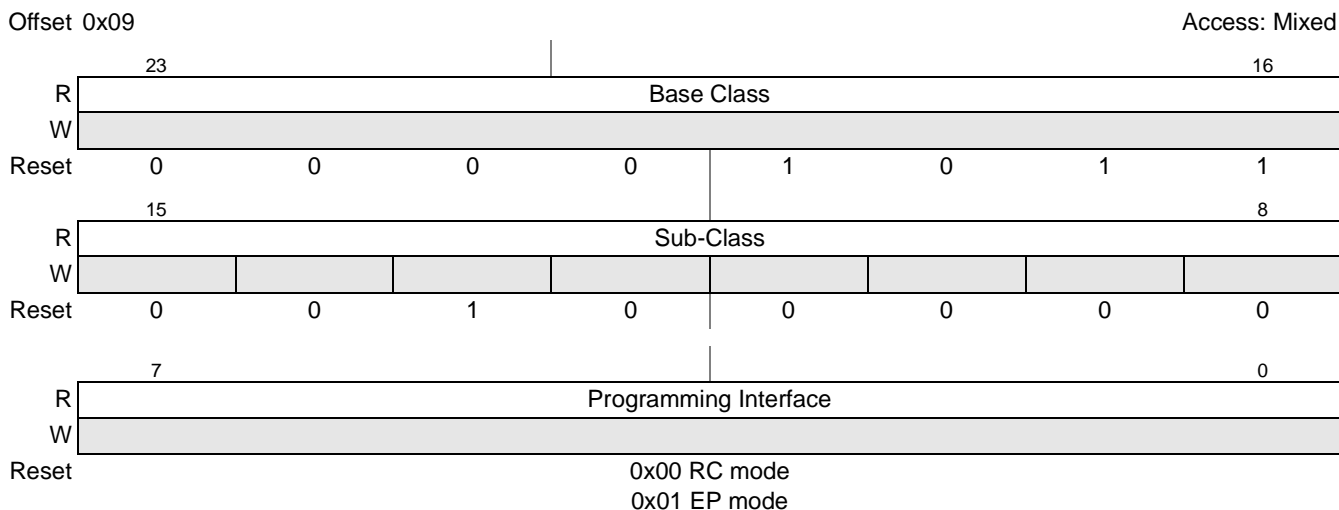 Offset 0x09 Access: Mixed
23 16
R Base Class
W
Reset 0 0 0 0 1 0 1 1
15 8
R Sub-Class
W
Reset 0 0 1 0 0 0 0 0
7 0
R Programming Interface
W
Reset 0x00 RC mode
0x01 EP mode